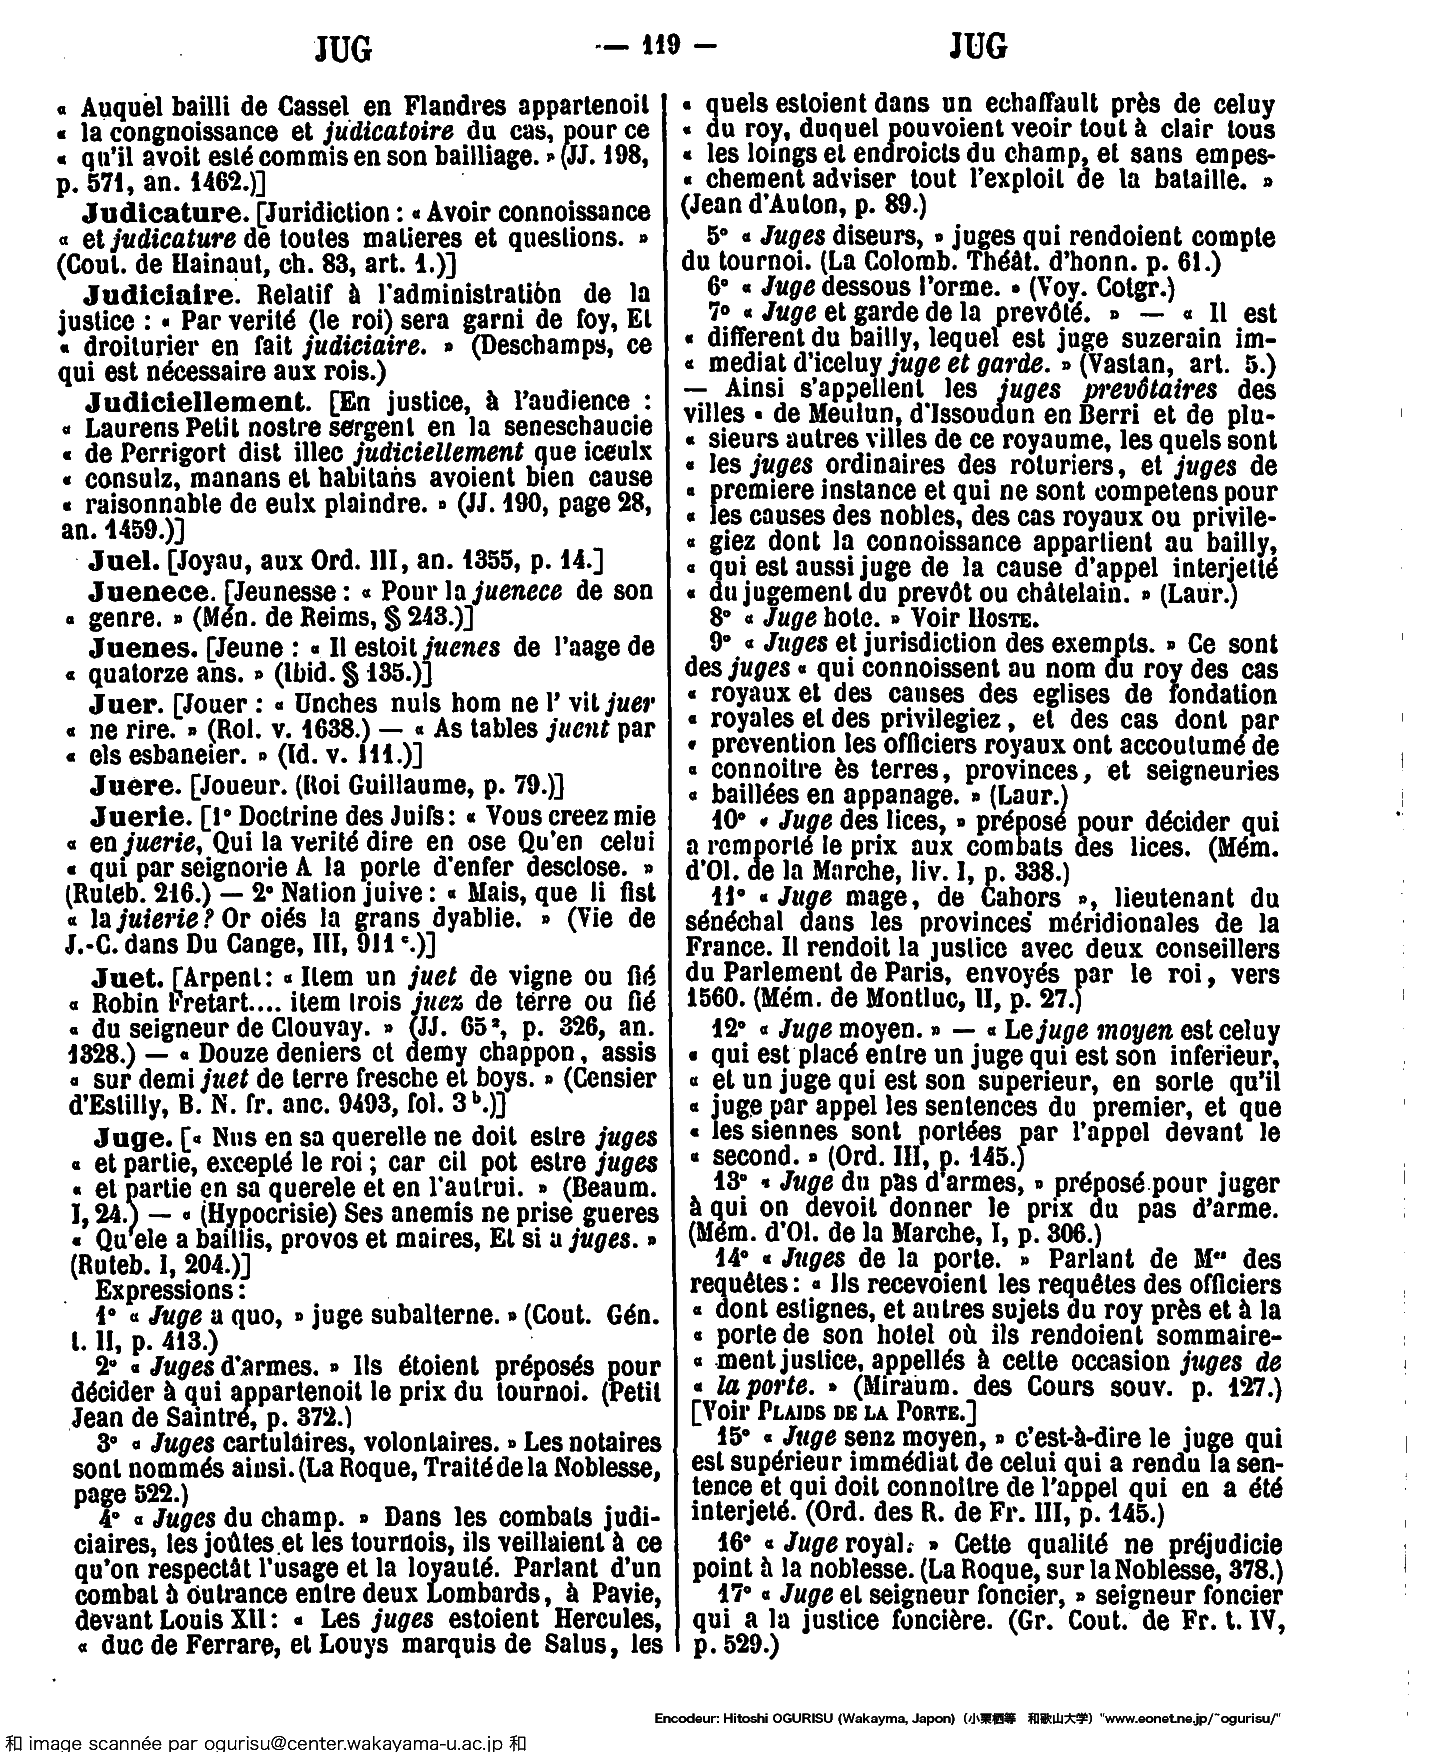 JUG
— 119 —
JUG
« Auquel bailli de Cassel en Flandres appartenoit
« la congnoissance et judicatoire du cas, pour ce
« qu'il avoit esté commis en son bailliage. » (JJ. 198,
p. 571, an. 1462.)]
Judicature. [Juridiction : « Avoir connoissance
« et judicature de toutes matieres et questions. »
(Cout. de Hainaut, ch. 83, art. 1.)]
Judiciaire. Relatif à l'administration de la
justice : « Par verité (le roi) sera garni de foy, Et
« droiturier en fait judiciaire. » (Deschamps, ce
qui est nécessaire aux rois.)
Judiciellement. [En justice, à l'audience :
« Laurens Petit nostre sergent en la seneschaucie
« de Perrigort dist illec judiciellement que iceulx
« consulz, manans et habitans avoient bien cause
« raisonnable de eulx plaindre. » (JJ. 190, page 28,
an. 1459.)]
Juel. [Joyau, aux Ord. III, an. 1355, p. 14.]
Juenece. [Jeunesse : « Pour la juenece de son
« genre. » (Mén. de Reims, § 243.)]
Juenes. [Jeune : « Il estoit juenes de l'aage de
« quatorze ans. » (Ibid. § 135.)]
Juer. [Jouer : « Unches nuls hom ne l' vit juer
« ne rire. » (Rol. v. 1638.) — « As tables juent par
« els esbaneier. » (Id. v. 111.)]
Juere. [Joueur. (Roi Guillaume, p. 79.)]
Juerie. [1° Doctrine des Juifs : « Vous creez mie
« en juerie, Qui la verité dire en ose Qu'en celui
« qui par seignorie A la porte d'enfer desclose. »
(Ruteb. 216.) — 2° Nation juive : « Mais, que li fist
« la juierie? Or oiés la grans dyablie. » (Vie de
J.-C. dans Du Cange, III, 911 c.)]
Juet. [Arpent : « Item un juet de vigne ou fié
« Robin Fretart.... item trois juez de terre ou fié
« du seigneur de Clouvay. » (JJ. 65², p. 326, an.
1328.) — « Douze deniers et demy chappon, assis
« sur demi juet de terre fresche et boys. » (Censier
d'Estilly, B. N. fr. anc. 9493, fol. 3 b.)]
Juge. [« Nus en sa querelle ne doit estre juges
« et partie, excepté le roi ; car cil pot estre juges
« et partie en sa querele et en l'autrui. » (Beaum.
I, 24.) — « (Hypocrisie) Ses anemis ne prise gueres
« Qu'ele a baillis, provos et maires, Et si a juges. »
(Ruteb. I, 204.)]
Expressions :
1° « Juge a quo, » juge subalterne. » (Cout. Gén.
t. II, p. 413.)
2° « Juges d'armes. » Ils étoient préposés pour
décider à qui appartenoit le prix du tournoi. (Petit
Jean de Saintré, p. 372.)
3° « Juges cartulaires, volontaires. » Les notaires
sont nommés ainsi. (La Roque, Traité de la Noblesse,
page 522.)
4° « Juges du champ. » Dans les combats judi-
ciaires, les joûtes et les tournois, ils veillaient à ce
qu'on respectât l'usage et la loyauté. Parlant d'un
combat à outrance entre deux Lombards, à Pavie,
devant Louis XII : « Les juges estoient Hercules,
« duc de Ferrare, et Louys marquis de Salus, les
« quels estoient dans un echaffault près de celuy
« du roy, duquel pouvoient veoir tout à clair tous
« les loings et endroicts du champ, et sans empes-
« chement adviser tout l'exploit de la bataille. »
(Jean d'Auton, p. 89.)
5° « Juges diseurs, » juges qui rendoient compte
du tournoi. (La Colomb. Théât. d'honn. p. 61.)
6° « Juge dessous l'orme. » (Voy. Cotgr.)
7° « Juge et garde de la prevôté. » — « Il est
« different du bailly, lequel est juge suzerain im-
« mediat d'iceluy juge et garde. » (Vastan, art. 5.)
— Ainsi s'appellent les juges prevôtaires des
villes « de Meulun, d'Issoudun en Berri et de plu-
« sieurs autres villes de ce royaume, les quels sont
« les juges ordinaires des roturiers, et juges de
« premiere instance et qui ne sont competens pour
« les causes des nobles, des cas royaux ou privile-
« giez dont la connoissance appartient au bailly,
« qui est aussi juge de la cause d'appel interjetté
« du jugement du prevôt ou châtelain. » (Laur.)
8° « Juge hote. » Voir HOSTE.
9° « Juges et jurisdiction des exempts. » Ce sont
des juges « qui connoissent au nom du roy des cas
« royaux et des causes des eglises de fondation
« royales et des privilegiez, et des cas dont par
« prevention les officiers royaux ont accoutumé de
« connoitre ès terres, provinces, et seigneuries
« baillées en appanage. » (Laur.)
10° « Juge des lices, » préposé pour décider qui
a remporté le prix aux combats des lices. (Mém.
d'Ol. de la Marche, liv. I, p. 338.)
11° « Juge mage, de Cahors », lieutenant du
sénéchal dans les provinces méridionales de la
France. Il rendoit la justice avec deux conseillers
du Parlement de Paris, envoyés par le roi, vers
1560. (Mém. de Montluc, II, p. 27.)
12° « Juge moyen. » — « Le juge moyen est celuy
« qui est placé entre un juge qui est son inferieur,
« et un juge qui est son superieur, en sorte qu'il
« juge par appel les sentences du premier, et que
« les siennes sont portées par l'appel devant le
« second. » (Ord. III, p. 145.)
13° « Juge du pas d'armes, » préposé pour juger
à qui on devoit donner le prix du pas d'arme.
(Mém. d'Ol. de la Marche, I, p. 306.)
14° « Juges de la porte. » Parlant de Mes des
requêtes : « Ils recevoient les requêtes des officiers
« dont estignes, et autres sujets du roy près et à la
« porte de son hotel où ils rendoient sommaire-
« ment justice, appellés à cette occasion juges de
« la porte. » (Miraum. des Cours souv. p. 127.)
[Voir PLAIDS DE LA PORTE.]
15° « Juge senz moyen, » c'est-à-dire le juge qui
est supérieur immédiat de celui qui a rendu la sen-
tence et qui doit connoître de l'appel qui en a été
interjeté. (Ord. des R. de Fr. III, p. 145.)
16° « Juge royal. » Cette qualité ne préjudicie
point à la noblesse. (La Roque, sur la Noblesse, 378.)
17° « Juge et seigneur foncier, » seigneur foncier
qui a la justice foncière. (Gr. Cout. de Fr. t. IV,
p. 529.)
Encodeur: Hitoshi OGURISU (Wakayma, Japon) (小栗栖等 和歌山大学) "www.eonet.ne.jp/~ogurisu/"
和 image scannée par ogurisu@center.wakayama-u.ac.jp 和